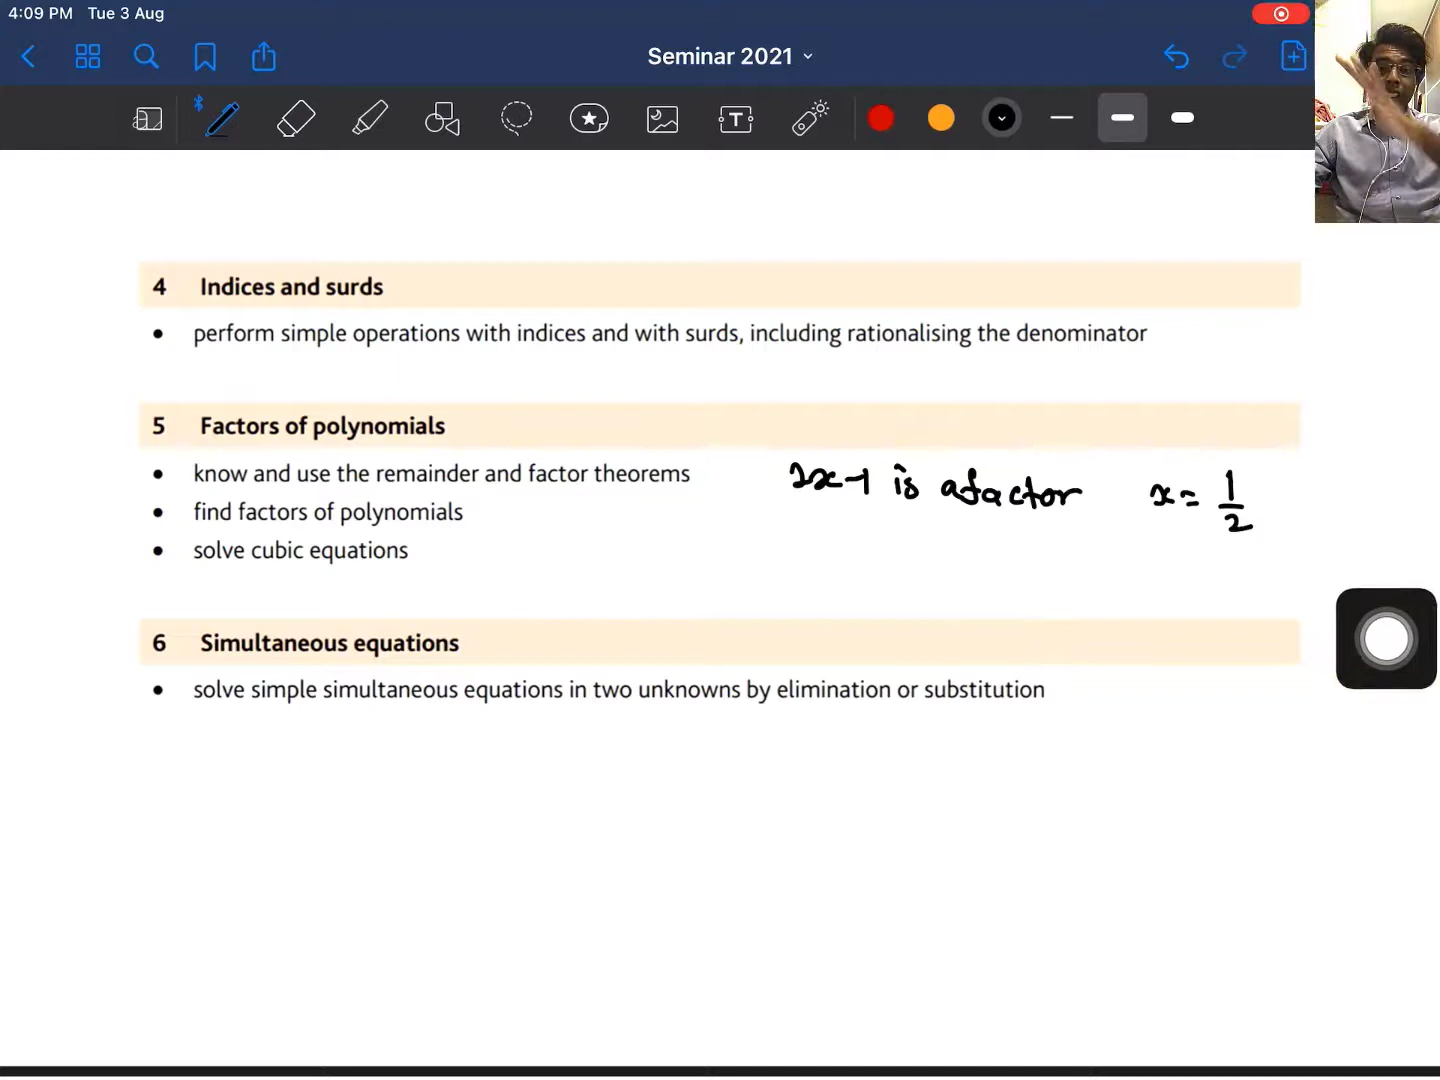 4:09 PM Tue 3 Aug
Seminar 2021
T
4 Indices and surds
• perform simple operations with indices and with surds, including rationalising the denominator
5 Factors of polynomials
• know and use the remainder and factor theorems
2x-1 is a factor x = 1/2
• find factors of polynomials
• solve cubic equations
6 Simultaneous equations
• solve simple simultaneous equations in two unknowns by elimination or substitution